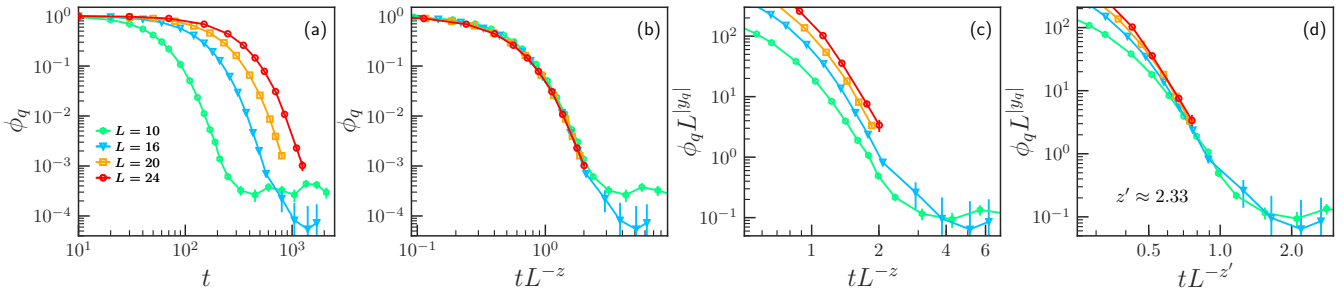 (a)
ϕ_q
10^0
10^{-1}
10^{-2}
10^{-3}
10^{-4}
L = 10
L = 16
L = 20
L = 24
10^1 10^2 10^3
t
(b)
ϕ_q
10^0
10^{-1}
10^{-2}
10^{-3}
10^{-4}
10^{-1} 10^0
tL^{-z}
(c)
ϕ_q L^{|y_q|}
10^2
10^1
10^0
10^{-1}
1 2 4 6
tL^{-z}
(d)
ϕ_q L^{|y_q|}
10^2
10^1
10^0
10^{-1}
z′ ≈ 2.33
0.5 1.0 2.0
tL^{-z′}